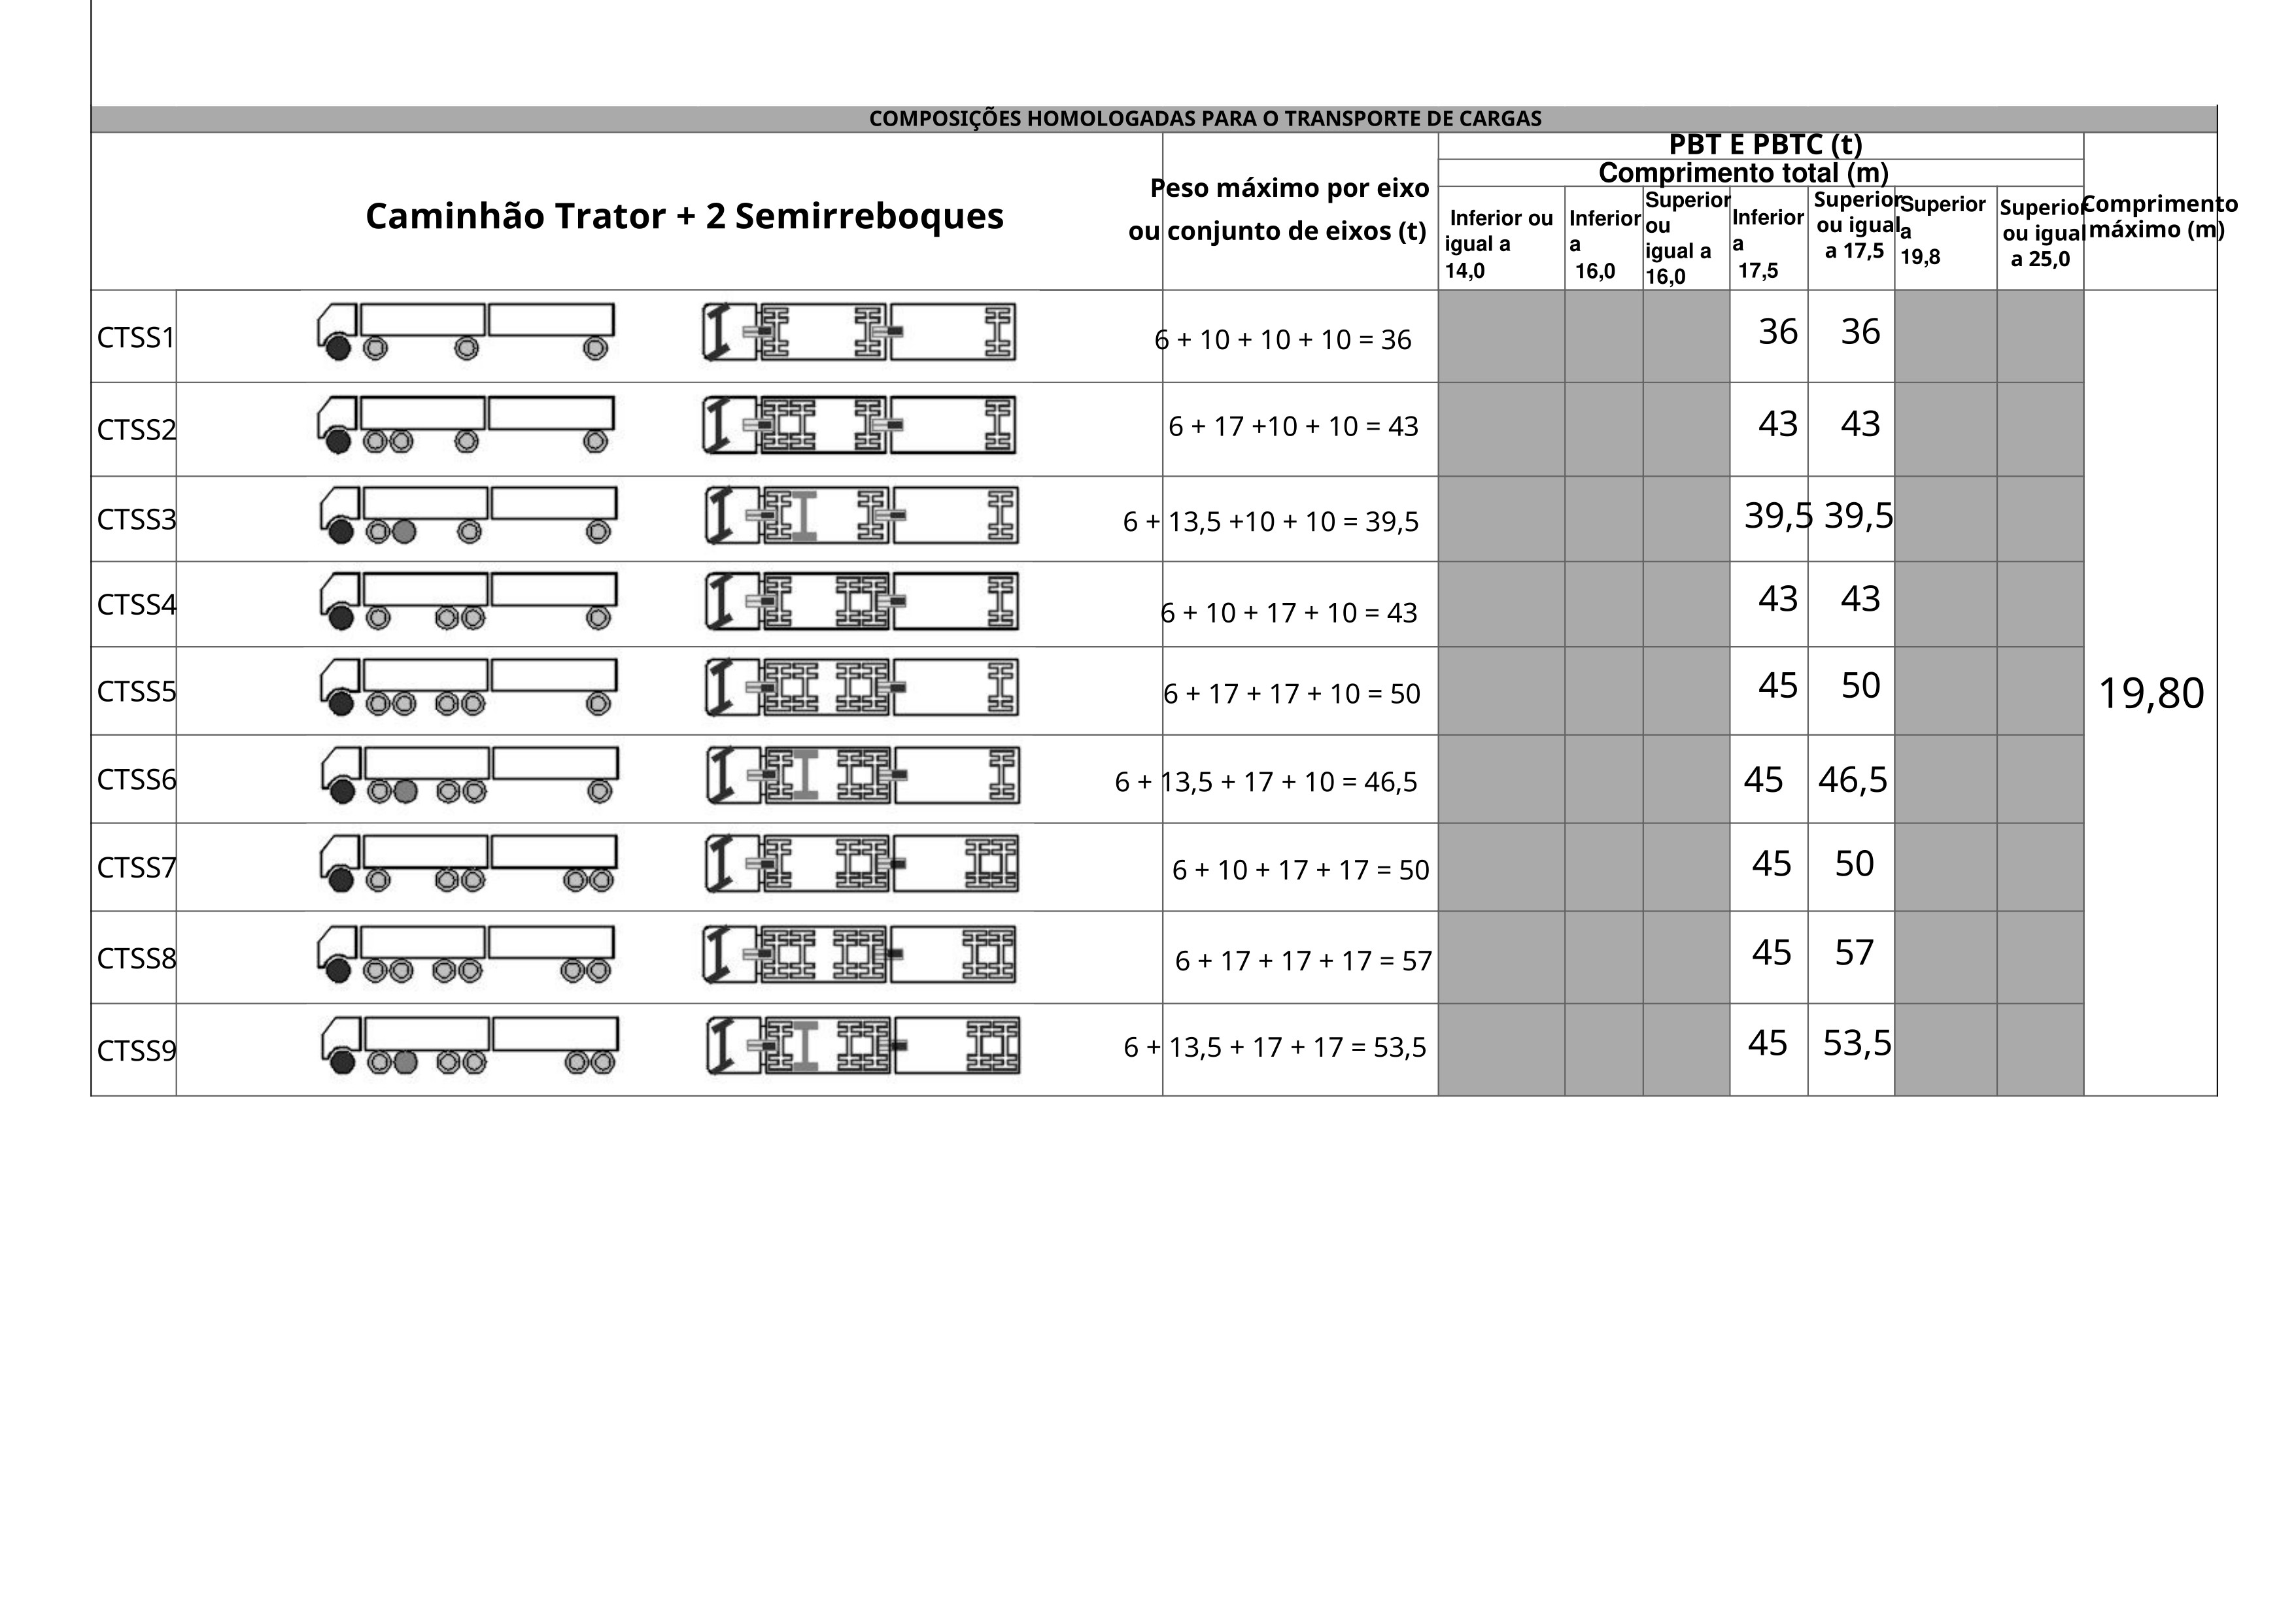 COMPOSIÇÕES HOMOLOGADAS PARA O TRANSPORTE DE CARGAS
Caminhão Trator + 2 Semirreboques
Peso máximo por eixo
ou conjunto de eixos (t)
PBT E PBTC (t)
Comprimento total (m)
Inferior ou
igual a
14,0
Inferior
a
16,0
Superior
ou
igual a
16,0
Inferior
a
17,5
Superior
ou igual
a 17,5
Superior
a
19,8
Superior
ou igual
a 25,0
Comprimento
máximo (m)
CTSS1 6 + 10 + 10 + 10 = 36 36 36
CTSS2 6 + 17 +10 + 10 = 43 43 43
CTSS3 6 + 13,5 +10 + 10 = 39,5 39,5 39,5
CTSS4 6 + 10 + 17 + 10 = 43 43 43
CTSS5 6 + 17 + 17 + 10 = 50 45 50
19,80
CTSS6 6 + 13,5 + 17 + 10 = 46,5 45 46,5
CTSS7 6 + 10 + 17 + 17 = 50 45 50
CTSS8 6 + 17 + 17 + 17 = 57 45 57
CTSS9 6 + 13,5 + 17 + 17 = 53,5 45 53,5